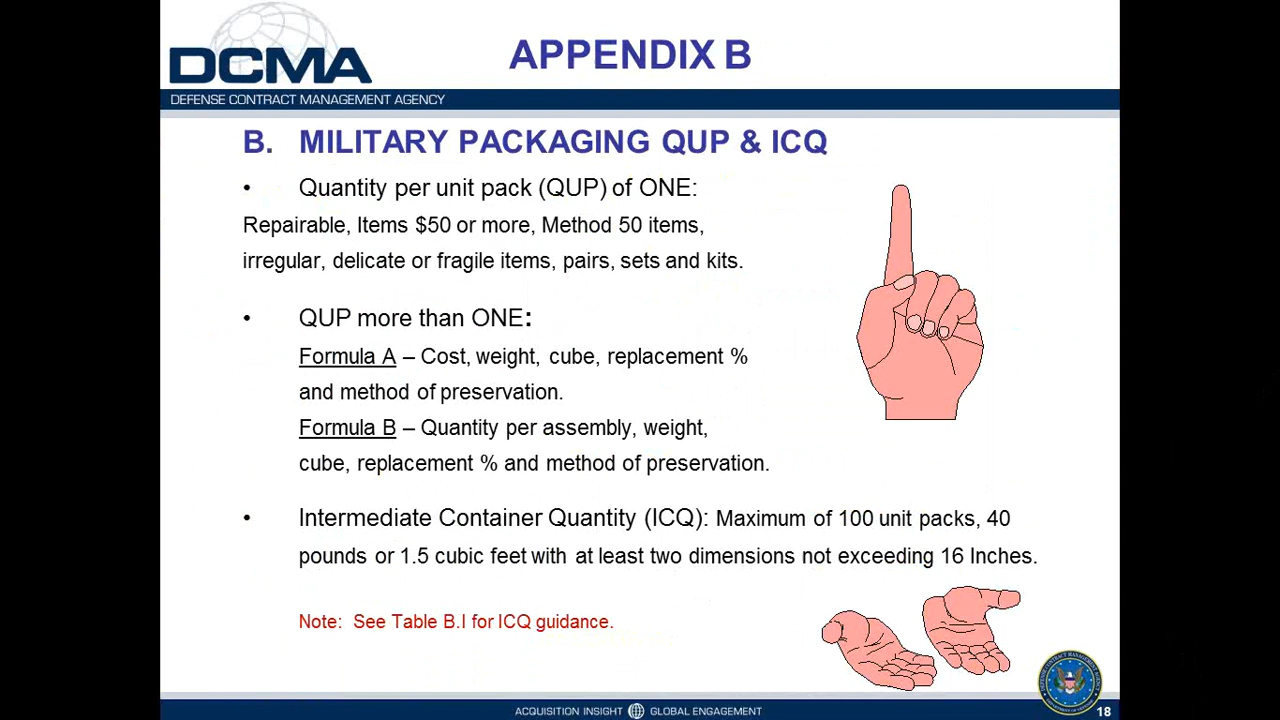 DCMA
APPENDIX B
DEFENSE CONTRACT MANAGEMENT AGENCY
B. MILITARY PACKAGING QUP & ICQ
• Quantity per unit pack (QUP) of ONE:
Repairable, Items $50 or more, Method 50 items,
irregular, delicate or fragile items, pairs, sets and kits.
• QUP more than ONE:
Formula A – Cost, weight, cube, replacement %
and method of preservation.
Formula B – Quantity per assembly, weight,
cube, replacement % and method of preservation.
• Intermediate Container Quantity (ICQ): Maximum of 100 unit packs, 40
pounds or 1.5 cubic feet with at least two dimensions not exceeding 16 Inches.
Note: See Table B.I for ICQ guidance.
ACQUISITION INSIGHT GLOBAL ENGAGEMENT
18